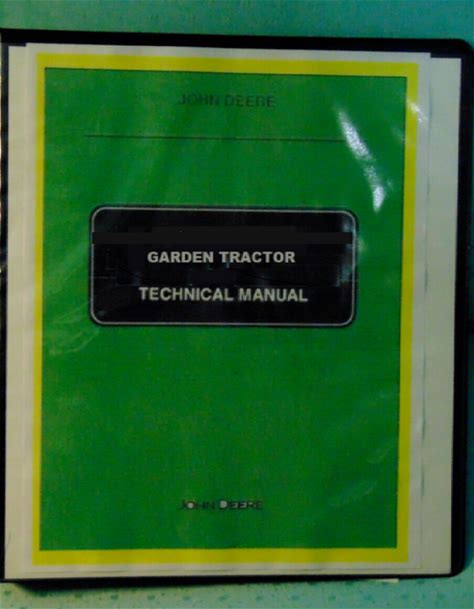 JOHN DEERE
GARDEN TRACTOR
TECHNICAL MANUAL
JOHN DEERE